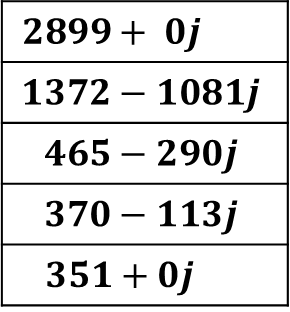 2899 + 0j
1372 − 1081j
465 − 290j
370 − 113j
351 + 0j